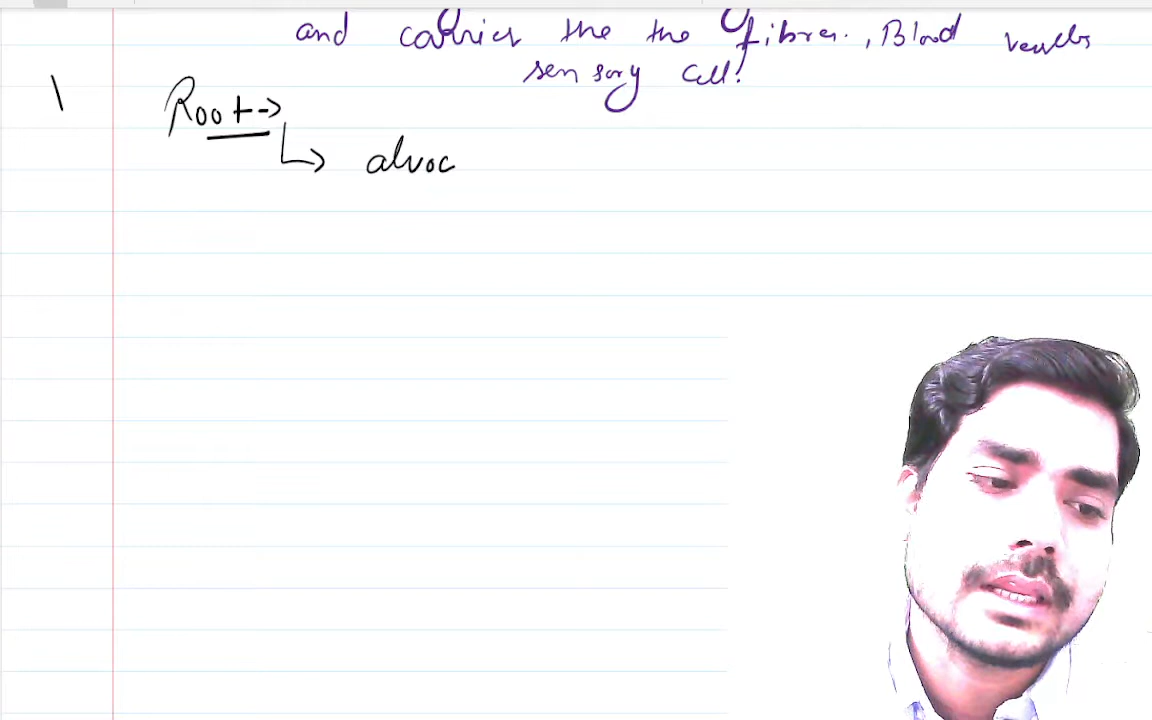 and carries the the fibres., Blood vessels
sensory cell.
\ Root ->
↳ alvoc